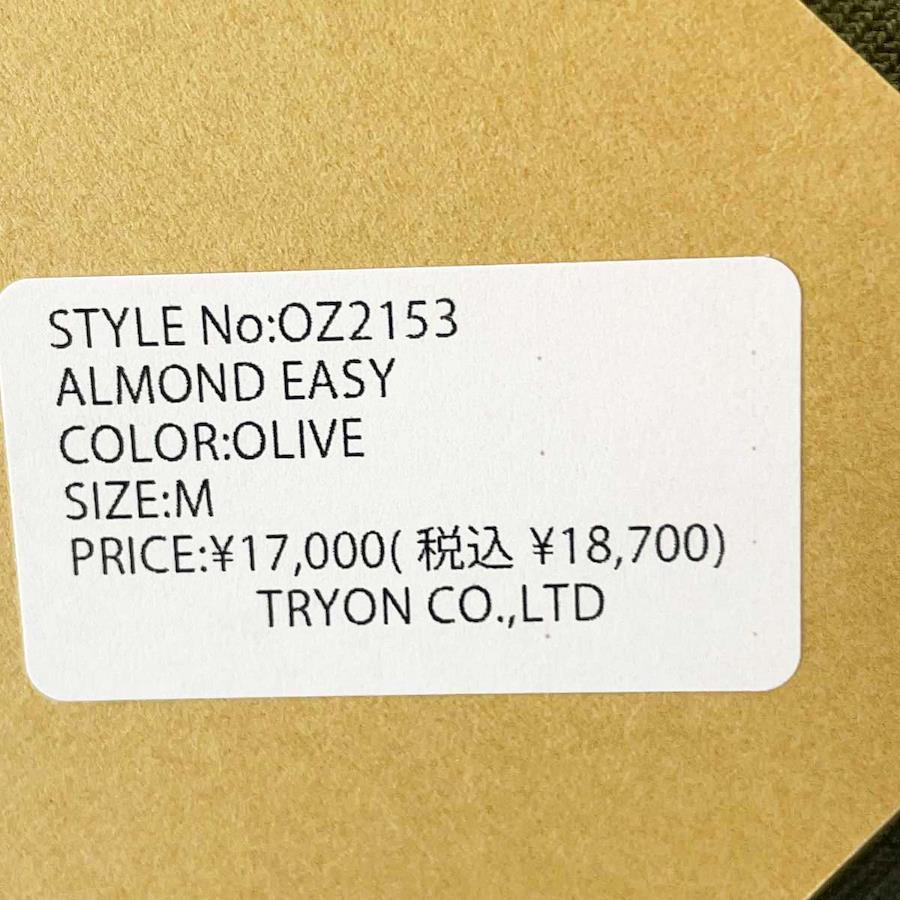 STYLE No:OZ2153
ALMOND EASY
COLOR:OLIVE
SIZE:M
PRICE:¥17,000( 税込 ¥18,700)
TRYON CO.,LTD